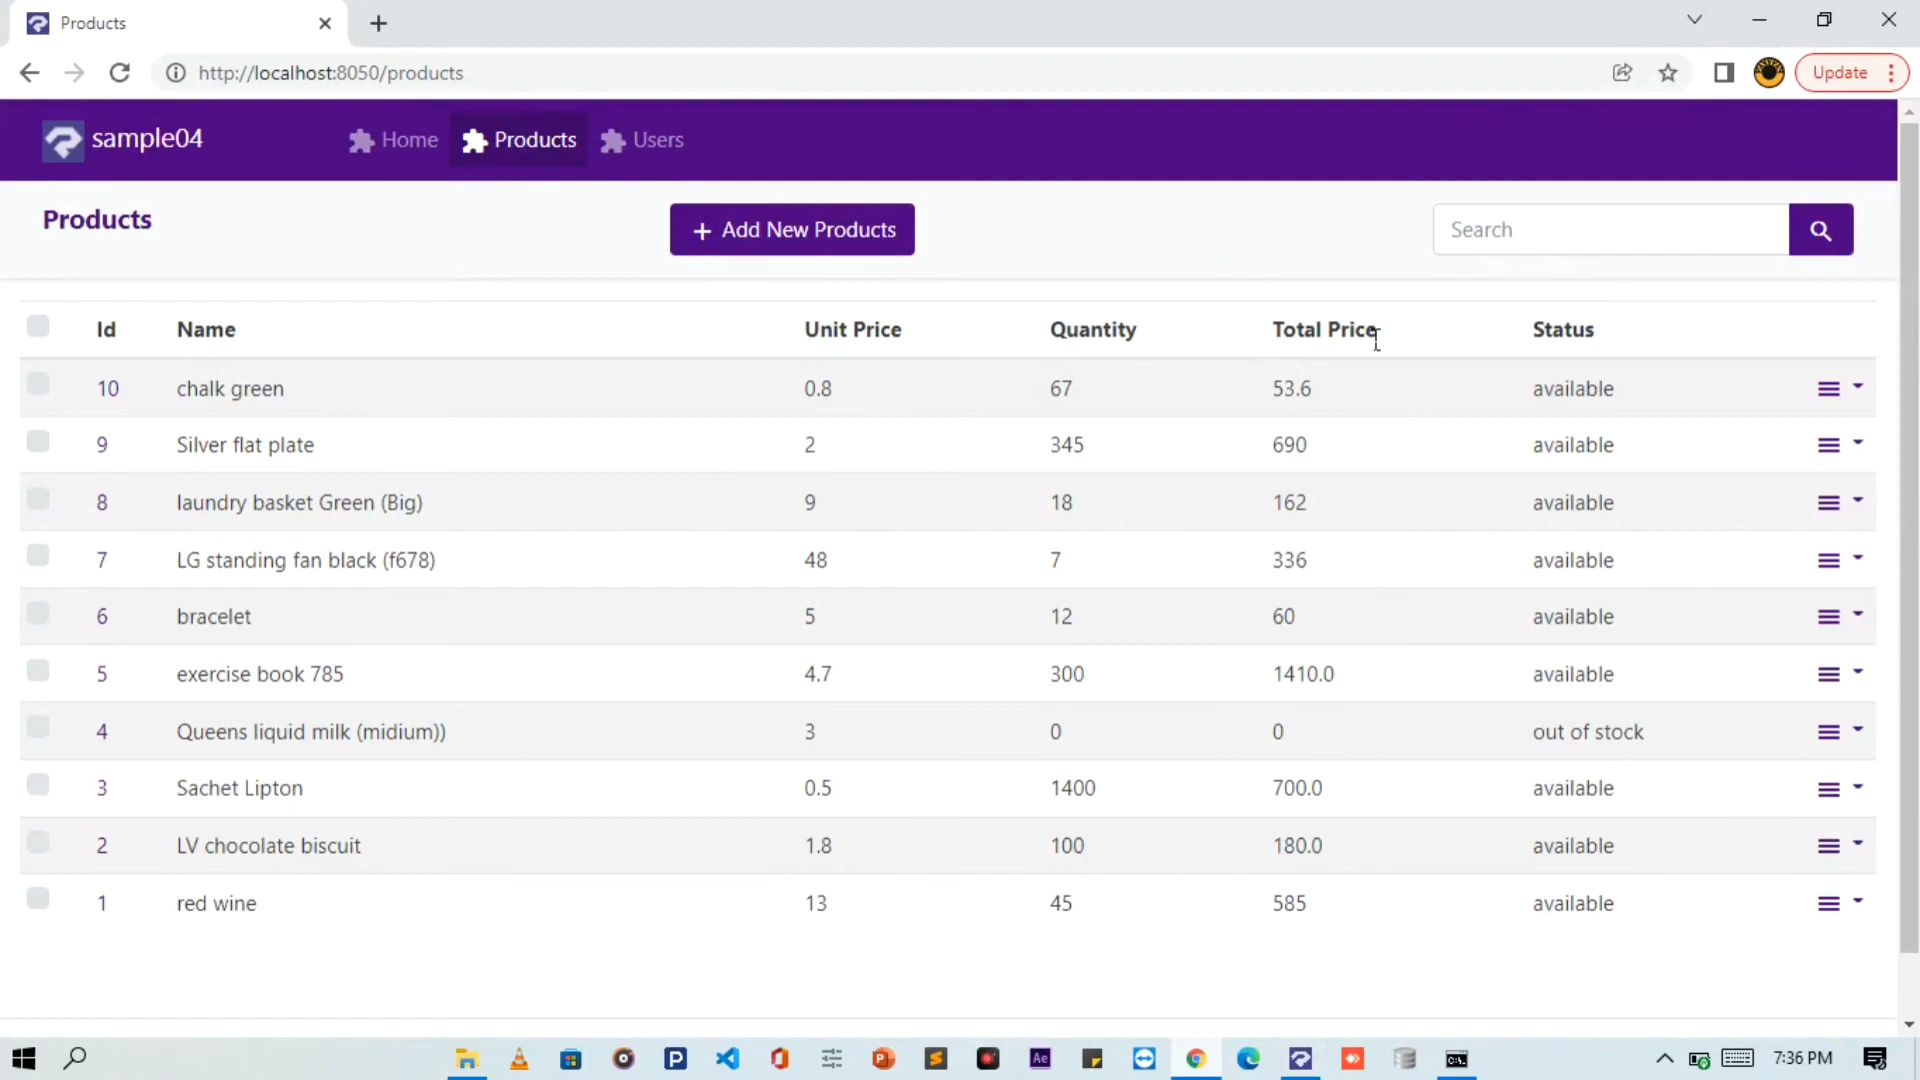 Products
http://localhost:8050/products
Update
sample04 Home Products Users
Products + Add New Products Search
Id Name Unit Price Quantity Total Price Status
10 chalk green 0.8 67 53.6 available
9 Silver flat plate 2 345 690 available
8 laundry basket Green (Big) 9 18 162 available
7 LG standing fan black (f678) 48 7 336 available
6 bracelet 5 12 60 available
5 exercise book 785 4.7 300 1410.0 available
4 Queens liquid milk (midium)) 3 0 0 out of stock
3 Sachet Lipton 0.5 1400 700.0 available
2 LV chocolate biscuit 1.8 100 180.0 available
1 red wine 13 45 585 available
P Ae 7:36 PM